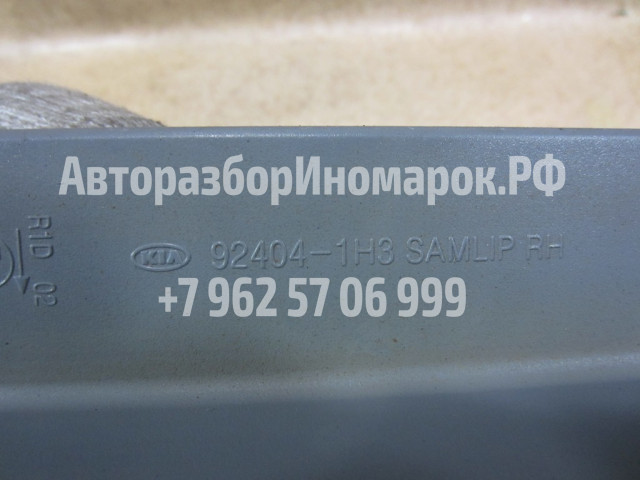 АвторазборИномарок.РФ
R1D 02
KIA 92404-1H3 SAMLIP RH
+7 962 57 06 999